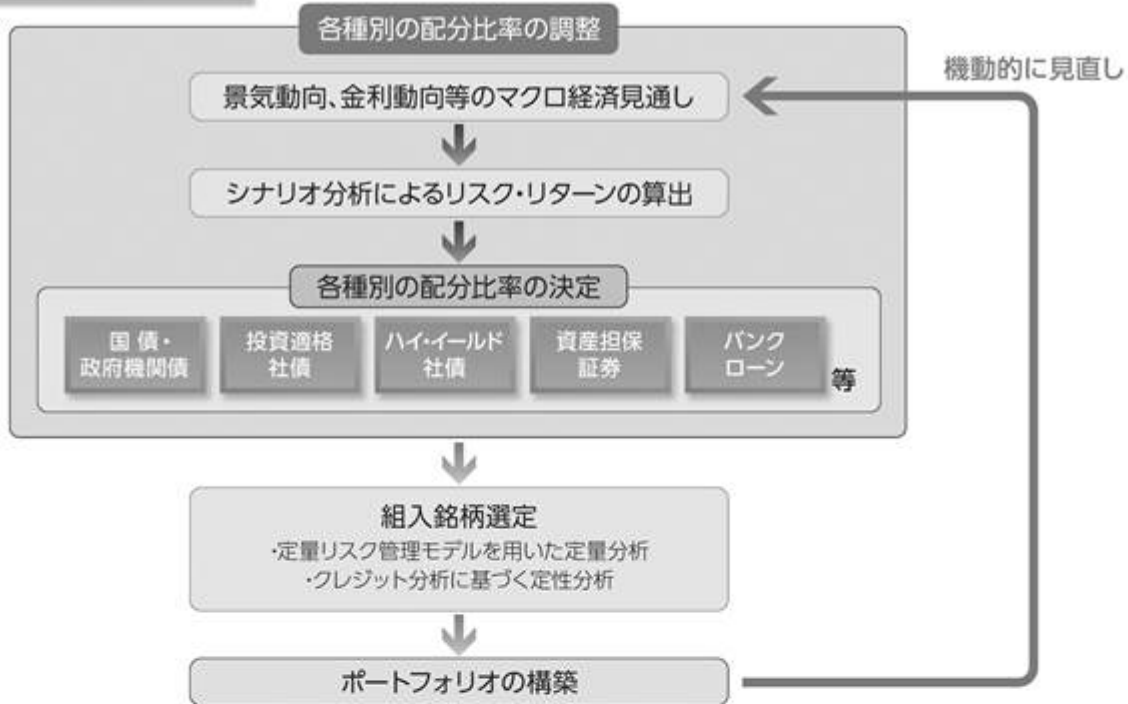 各種別の配分比率の調整
機動的に見直し
景気動向、金利動向等のマクロ経済見通し
シナリオ分析によるリスク・リターンの算出
各種別の配分比率の決定
国債・
政府機関債
投資適格
社債
ハイ・イールド
社債
資産担保
証券
バンク
ローン
等
組入銘柄選定
・定量リスク管理モデルを用いた定量分析
・クレジット分析に基づく定性分析
ポートフォリオの構築